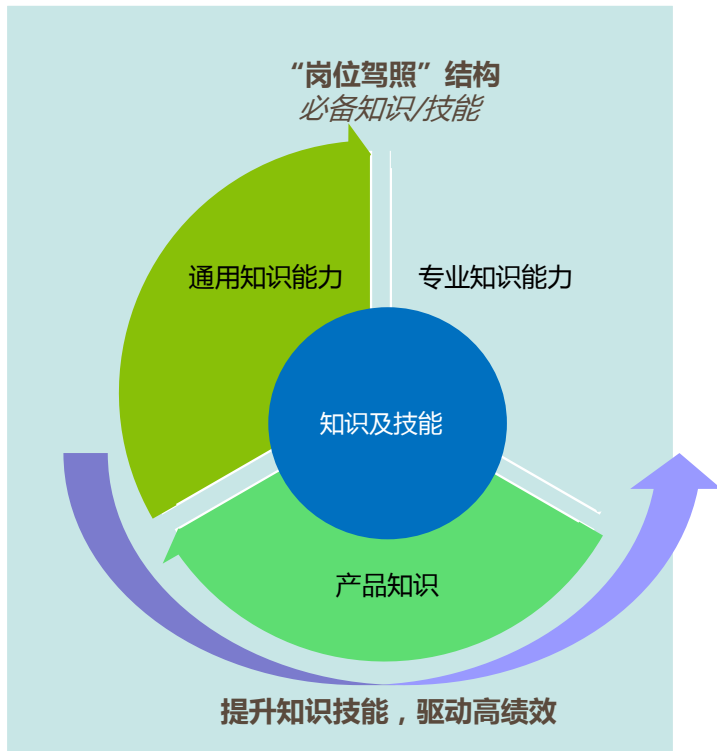 “岗位驾照”结构
必备知识/技能
通用知识能力
专业知识能力
知识及技能
产品知识
提升知识技能，驱动高绩效